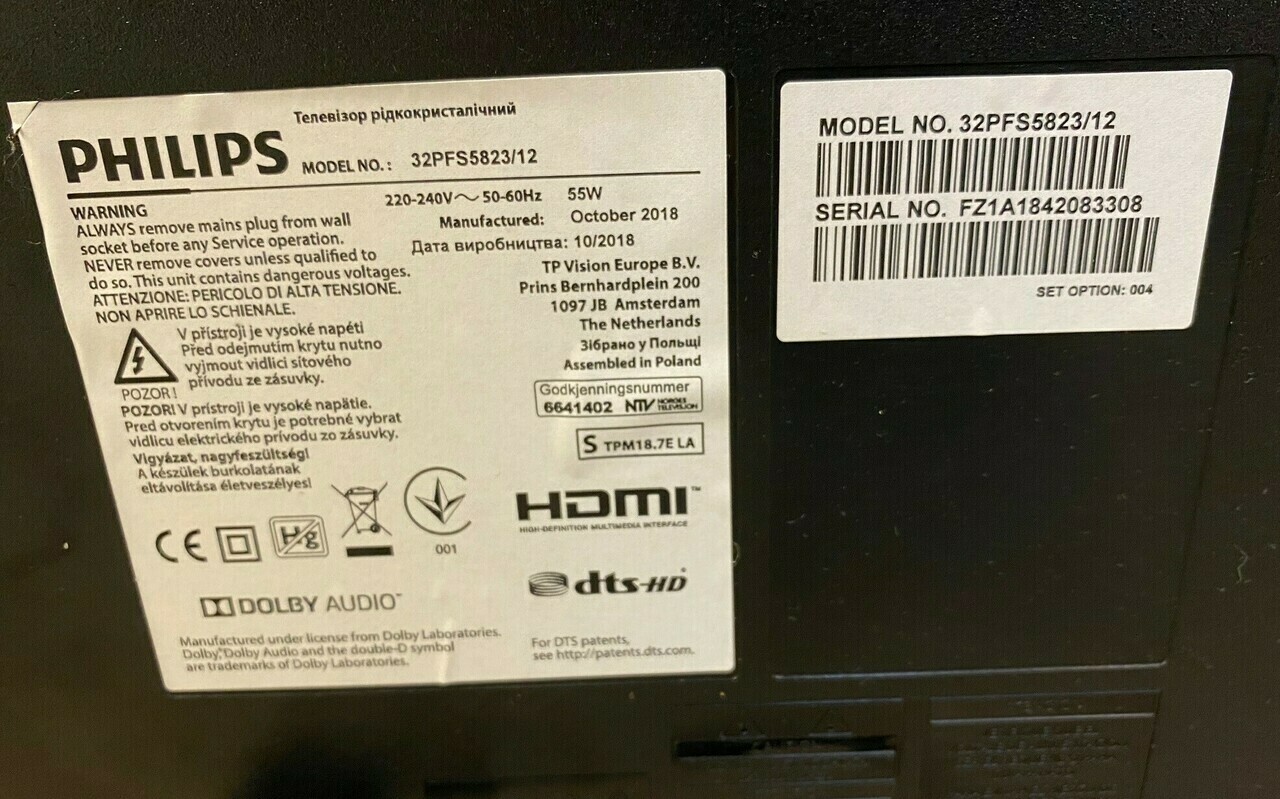 Телевізор рідкокристалічний
PHILIPS MODEL NO.: 32PFS5823/12
220-240V~ 50-60Hz 55W
Manufactured: October 2018
Дата виробництва: 10/2018
WARNING
ALWAYS remove mains plug from wall
socket before any Service operation.
NEVER remove covers unless qualified to
do so. This unit contains dangerous voltages.
ATTENZIONE: PERICOLO DI ALTA TENSIONE.
NON APRIRE LO SCHIENALE.
V přístroji je vysoké napětí
Před odejmutím krytu nutno
vyjmout vidlici síťového
přívodu ze zásuvky.
POZOR!
POZOR! V prístroji je vysoké napätie.
Pred otvorením krytu je potrebné vybrat
vidlicu elektrického prívodu zo zásuvky.
Vigyázat, nagyfeszültség!
A készülek burkolatának
eltávolítása életveszélyes!
TP Vision Europe B.V.
Prins Bernhardplein 200
1097 JB Amsterdam
The Netherlands
Зібрано у Польщі
Assembled in Poland
Godkjenningsnummer
6641402 NTV NORGES TELEVISJON
S TPM18.7E LA
CE Hg
001
HDMI™
HIGH-DEFINITION MULTIMEDIA INTERFACE
dts-HD
DOLBY AUDIO™
Manufactured under license from Dolby Laboratories.
Dolby, Dolby Audio and the double-D symbol
are trademarks of Dolby Laboratories.
For DTS patents,
see http://patents.dts.com.
MODEL NO. 32PFS5823/12
SERIAL NO. FZ1A1842083308
SET OPTION: 004